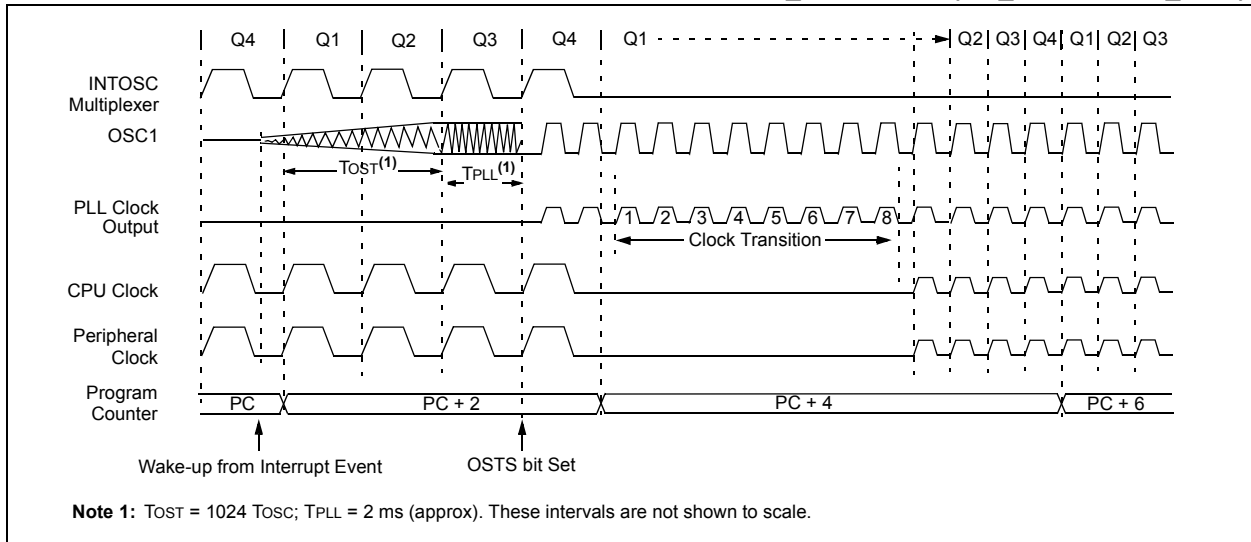 Q4 Q1 Q2 Q3 Q4 Q1 Q2 Q3 Q4 Q1 Q2 Q3
INTOSC
Multiplexer
OSC1
TOST(1)
TPLL(1)
PLL Clock
Output
1 2 3 4 5 6 7 8
Clock Transition
CPU Clock
Peripheral
Clock
Program
Counter
PC PC + 2 PC + 4 PC + 6
Wake-up from Interrupt Event OSTS bit Set
Note 1: TOST = 1024 TOSC; TPLL = 2 ms (approx). These intervals are not shown to scale.